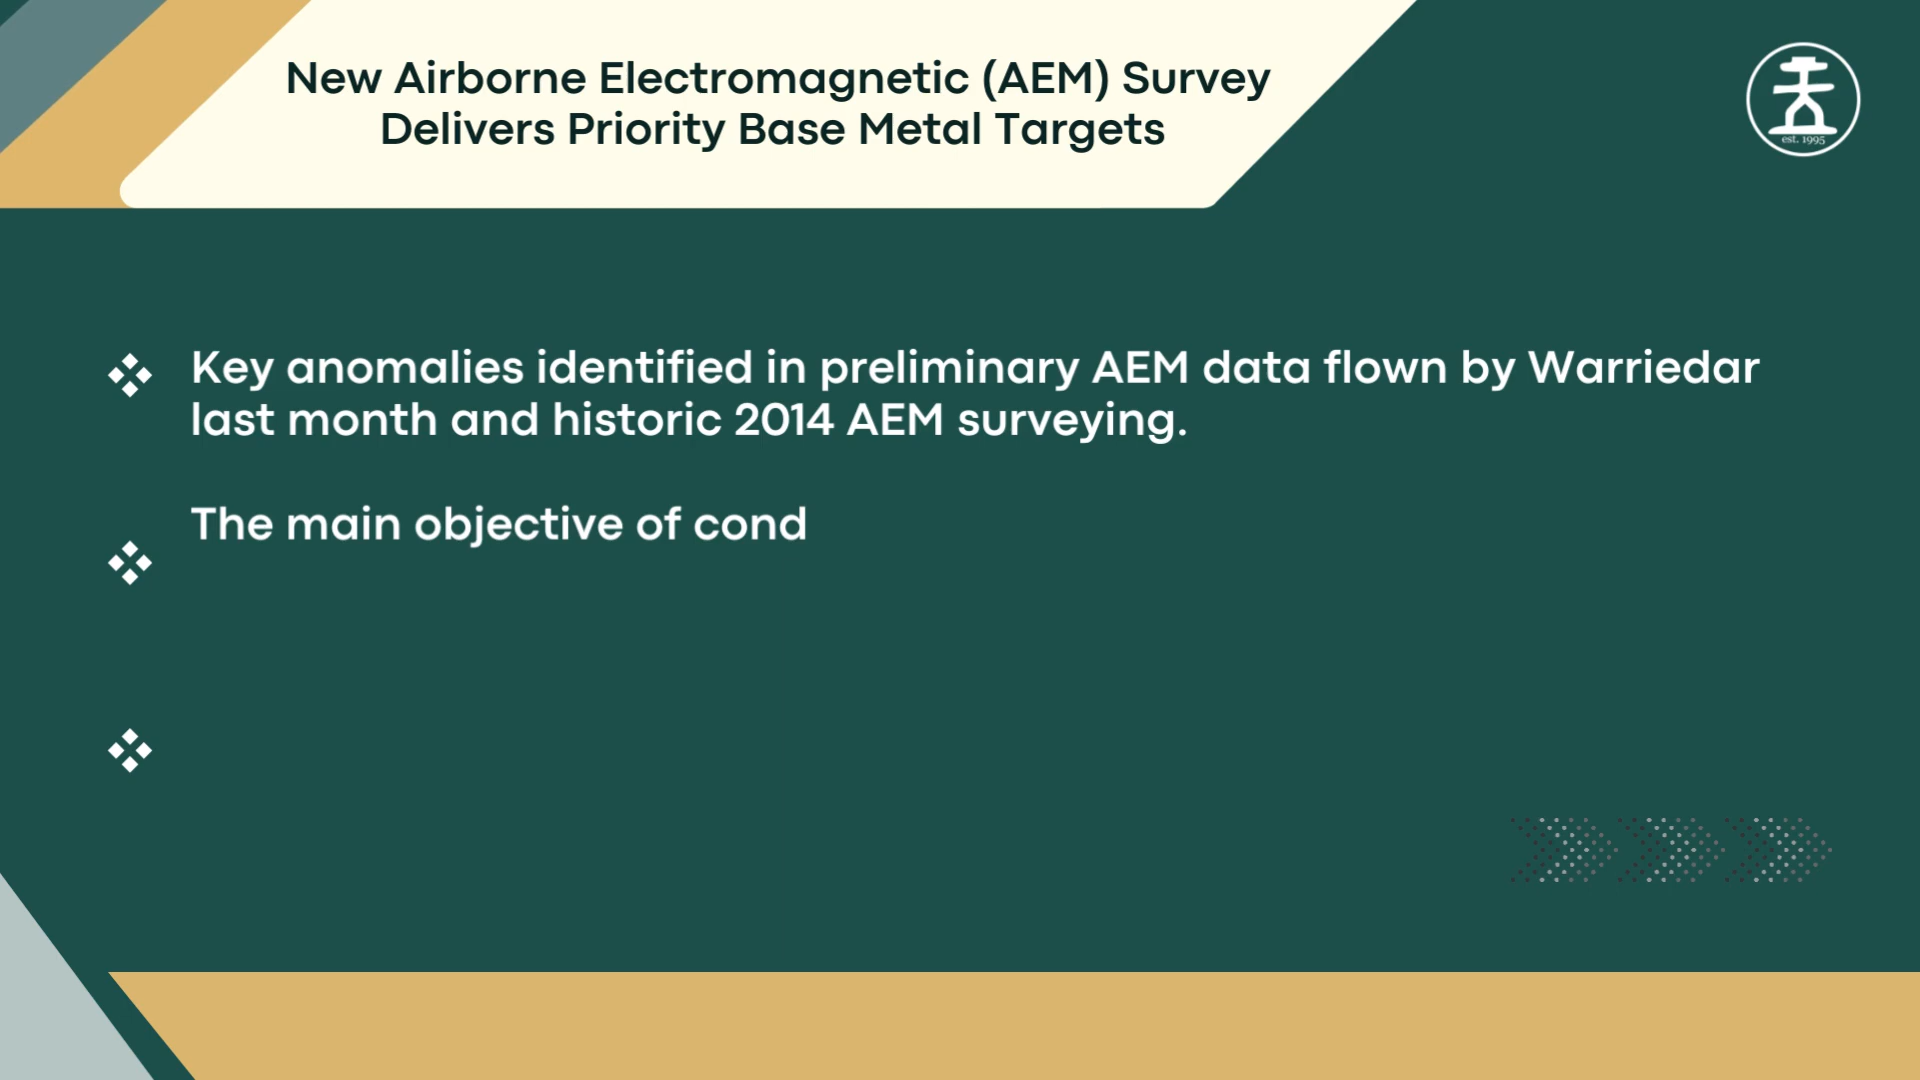 New Airborne Electromagnetic (AEM) Survey
Delivers Priority Base Metal Targets
est. 1995
Key anomalies identified in preliminary AEM data flown by Warriedar
last month and historic 2014 AEM surveying.
The main objective of cond